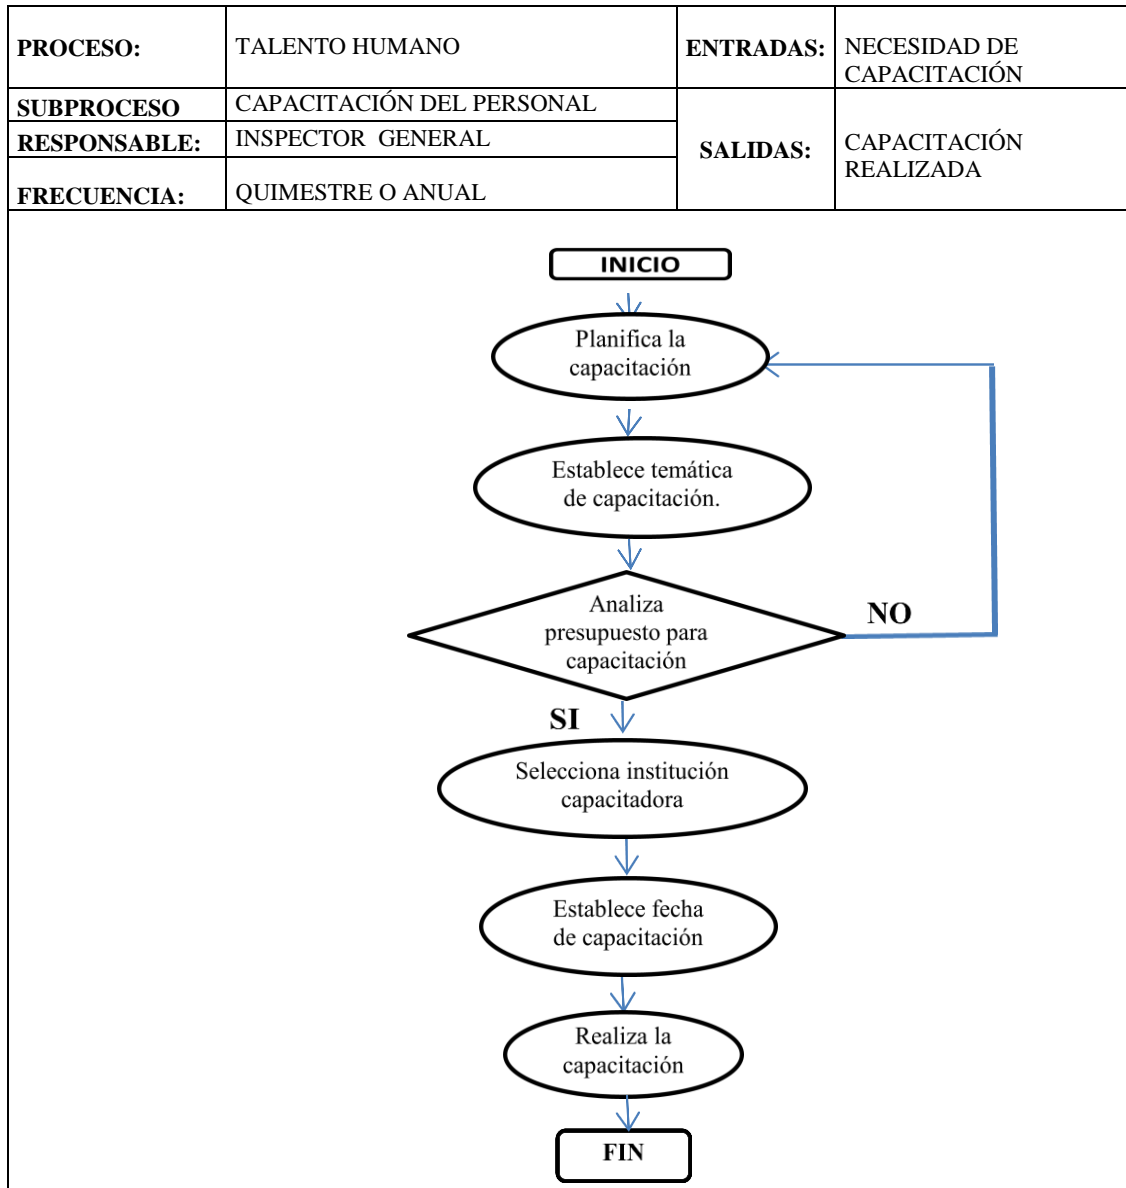 PROCESO:
TALENTO HUMANO
ENTRADAS:
NECESIDAD DE
CAPACITACIÓN
SUBPROCESO
CAPACITACIÓN DEL PERSONAL
RESPONSABLE:
INSPECTOR GENERAL
SALIDAS:
CAPACITACIÓN
REALIZADA
FRECUENCIA:
QUIMESTRE O ANUAL
INICIO
Planifica la
capacitación
Establece temática
de capacitación.
Analiza
presupuesto para
capacitación
NO
SI
Selecciona institución
capacitadora
Establece fecha
de capacitación
Realiza la
capacitación
FIN